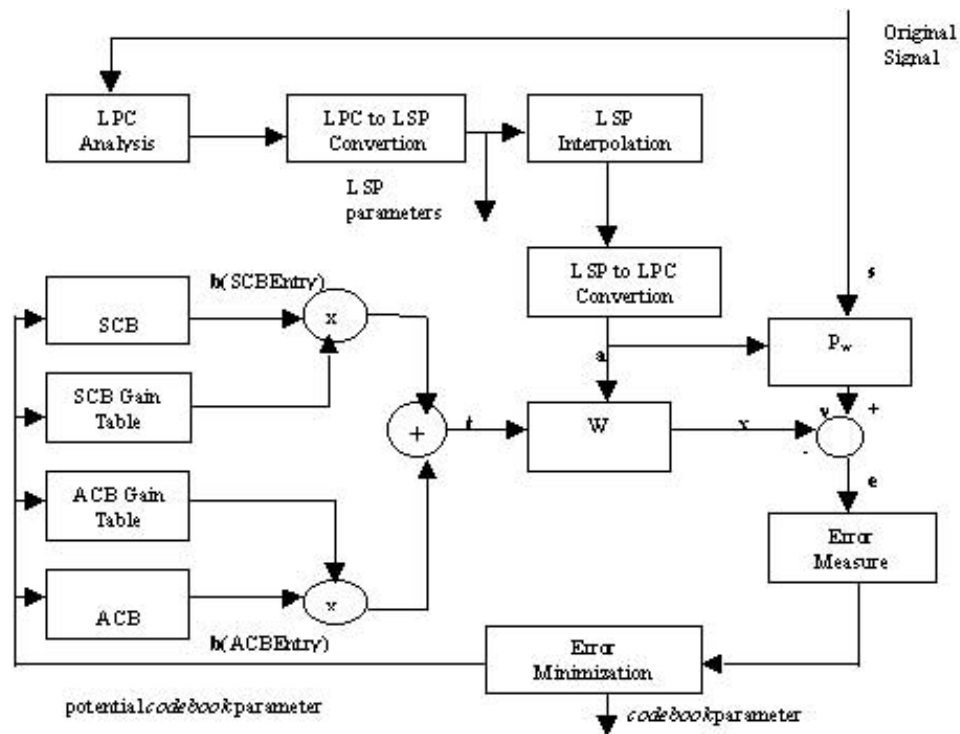 Original
Signal
LPC
Analysis
LPC to LSP
Convertion
LSP
Interpolation
LSP
parameters
LSP to LPC
Convertion
s
h(SCBEntry)
SCB
x
a
Pw
SCB Gain
Table
+
t
W
x
v
+
-
ACB Gain
Table
e
Error
Measure
ACB
x
h(ACBEntry)
Error
Minimization
potential codebook parameter
codebook parameter